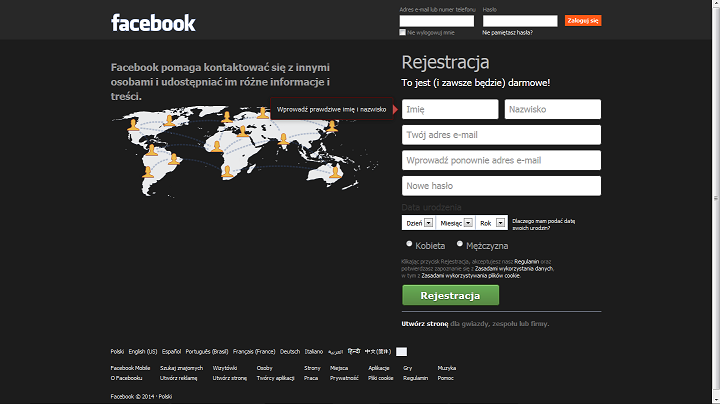 facebook
Adres e-mail lub numer telefonu
Hasło
Zaloguj się
Nie wylogowuj mnie
Nie pamiętasz hasła?
Facebook pomaga kontaktować się z innymi
osobami i udostępniać im różne informacje i
treści.
Rejestracja
To jest (i zawsze będzie) darmowe!
Wprowadź prawdziwe imię i nazwisko
Imię
Nazwisko
Twój adres e-mail
Wprowadź ponownie adres e-mail
Nowe hasło
Data urodzenia
Dzień
Miesiąc
Rok
Dlaczego mam podać datę
swoich urodzin?
Kobieta
Mężczyzna
Klikając przycisk Rejestracja, akceptujesz nasz Regulamin oraz
potwierdzasz zapoznanie się z Zasadami wykorzystania danych,
w tym z Zasadami wykorzystywania plików cookie.
Rejestracja
Utwórz stronę dla gwiazdy, zespołu lub firmy.
Polski English (US) Español Português (Brasil) Français (France) Deutsch Italiano العربية हिन्दी 中文(简体)
Facebook Mobile Szukaj znajomych Wizytówki Osoby Strony Miejsca Aplikacje Gry Muzyka
O Facebooku Utwórz reklamę Utwórz stronę Twórcy aplikacji Praca Prywatność Pliki cookie Regulamin Pomoc
Facebook © 2014 · Polski